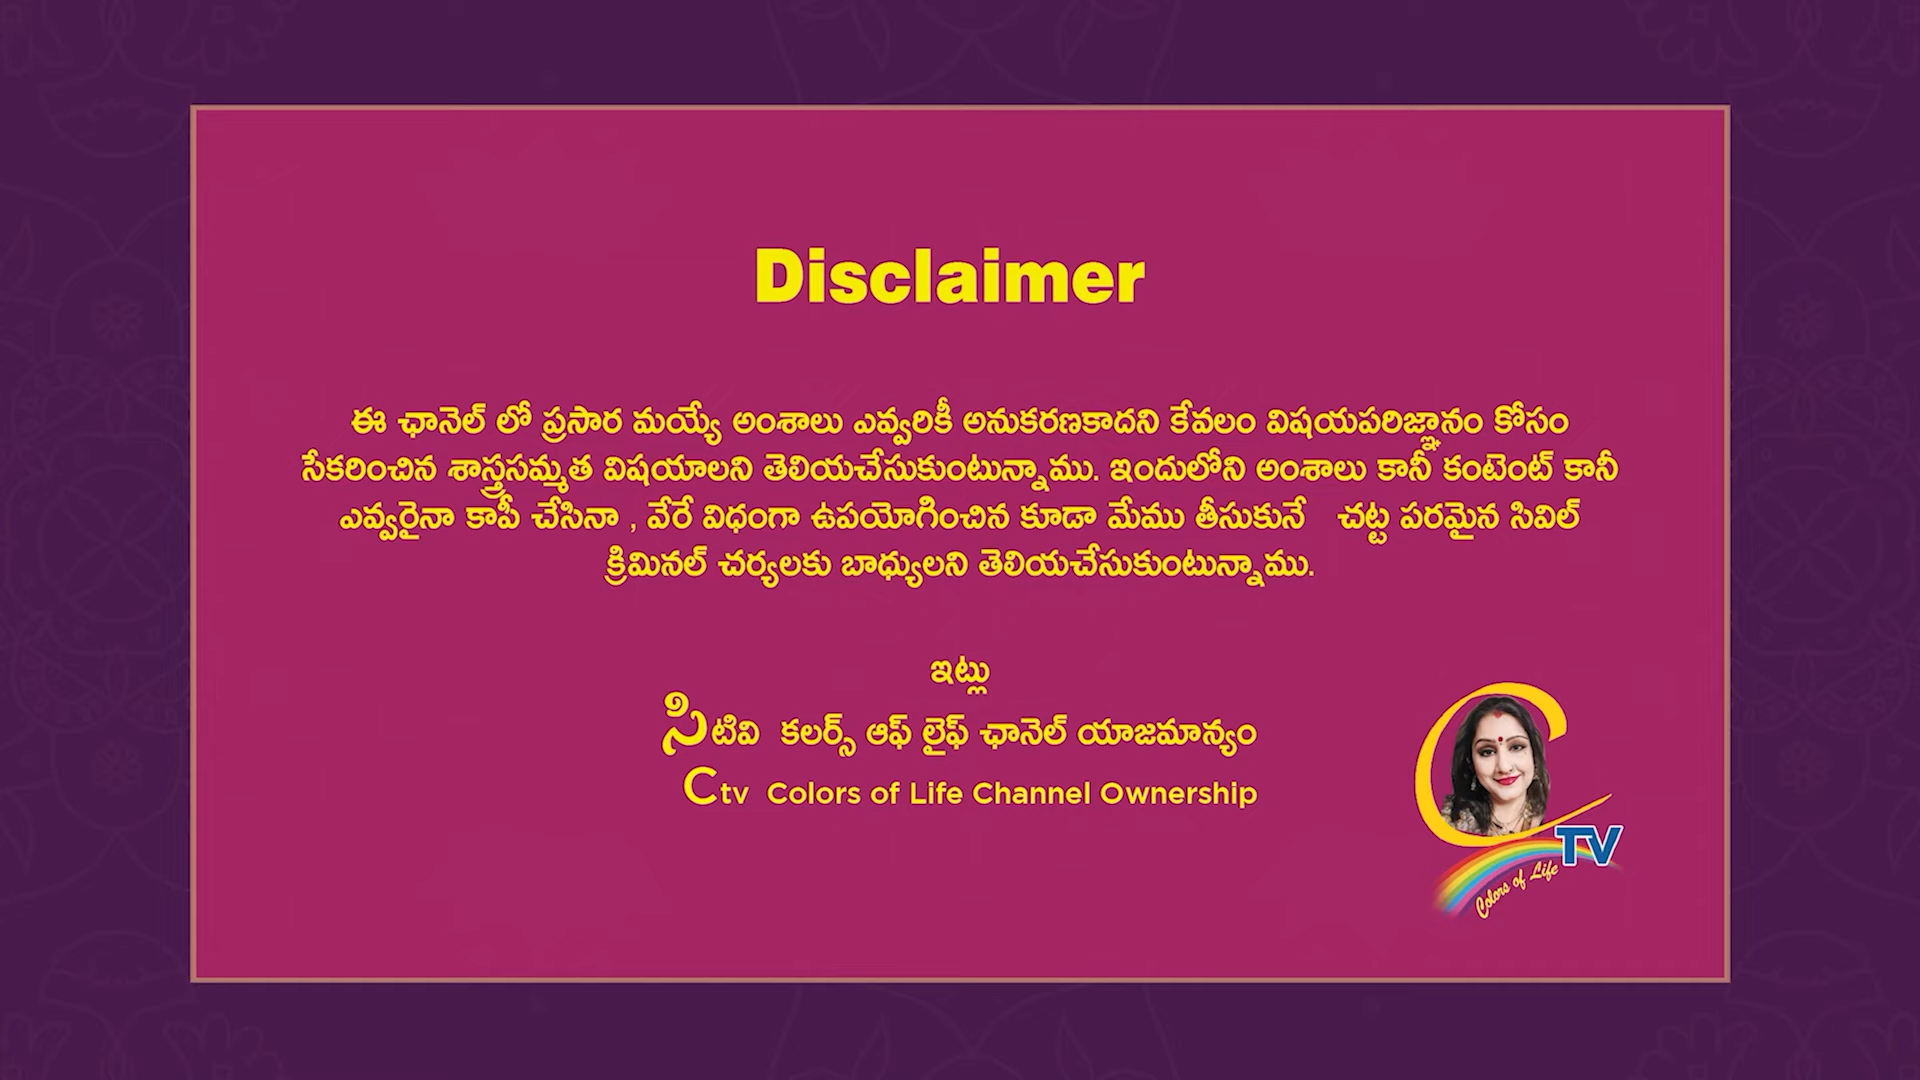 Disclaimer
ఈ ఛానెల్ లో ప్రసార మయ్యే అంశాలు ఎవ్వరికీ అనుకరణకాదని కేవలం విషయపరిజ్ఞానం కోసం
సేకరించిన శాస్త్రసమ్మత విషయాలని తెలియచేసుకుంటున్నాము. ఇందులోని అంశాలు కానీ కంటెంట్ కానీ
ఎవ్వరైనా కాపీ చేసినా , వేరే విధంగా ఉపయోగించిన కూడా మేము తీసుకునే చట్ట పరమైన సివిల్
క్రిమినల్ చర్యలకు బాధ్యులని తెలియచేసుకుంటున్నాము.
ఇట్లు
సిటివి కలర్స్ ఆఫ్ లైఫ్ ఛానెల్ యాజమాన్యం
Ctv Colors of Life Channel Ownership
C TV
Colors of Life